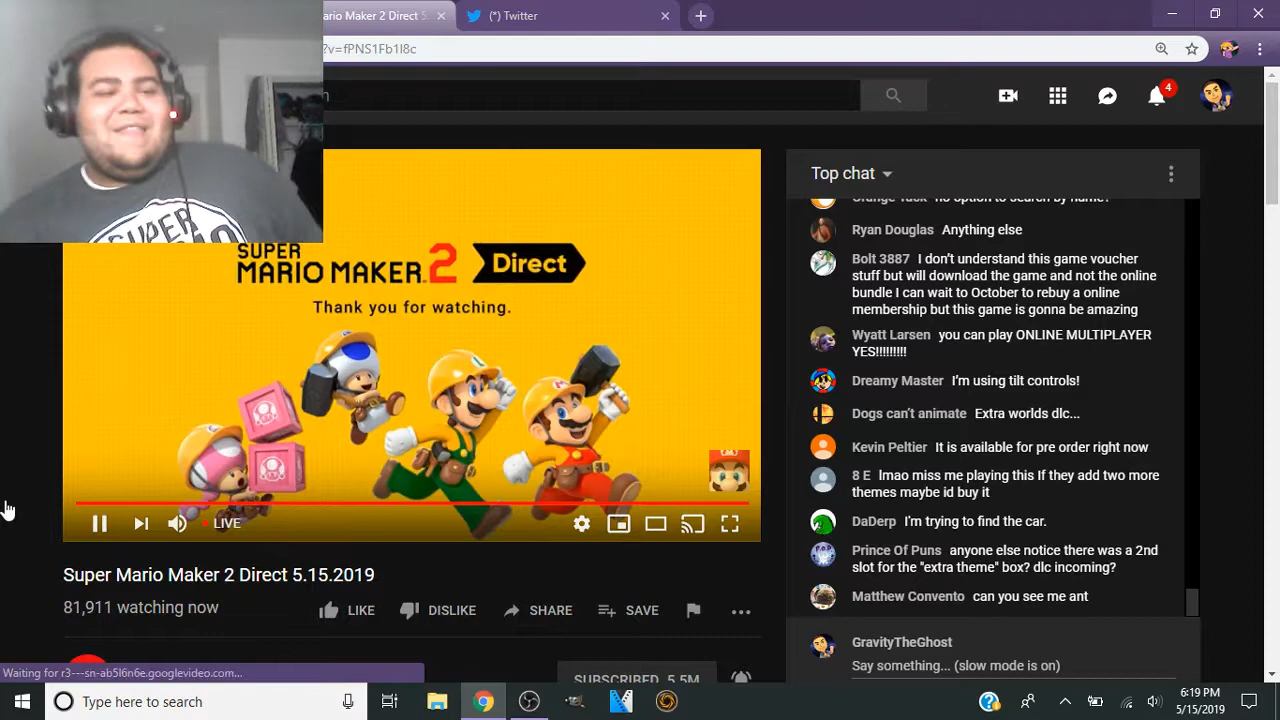 ario Maker 2 Direct 5.
(*) Twitter
?v=fPNS1Fb1I8c
4
SUPER
SUPER
MARIO MAKER 2 Direct
Thank you for watching.
LIVE
Super Mario Maker 2 Direct 5.15.2019
81,911 watching now
LIKE
DISLIKE
SHARE
SAVE
SUBSCRIBED 5.5M
Top chat
Ryan Douglas Anything else
Bolt 3887 I don't understand this game voucher
stuff but will download the game and not the online
bundle I can wait to October to rebuy a online
membership but this game is gonna be amazing
Wyatt Larsen you can play ONLINE MULTIPLAYER
YES!!!!!!!!!
Dreamy Master I'm using tilt controls!
Dogs can't animate Extra worlds dlc...
Kevin Peltier It is available for pre order right now
8 E lmao miss me playing this If they add two more
themes maybe id buy it
DaDerp I'm trying to find the car.
Prince Of Puns anyone else notice there was a 2nd
slot for the "extra theme" box? dlc incoming?
Matthew Convento can you see me ant
GravityTheGhost
Say something... (slow mode is on)
Waiting for r3---sn-ab5l6n6e.googlevideo.com...
Type here to search
6:19 PM
5/15/2019